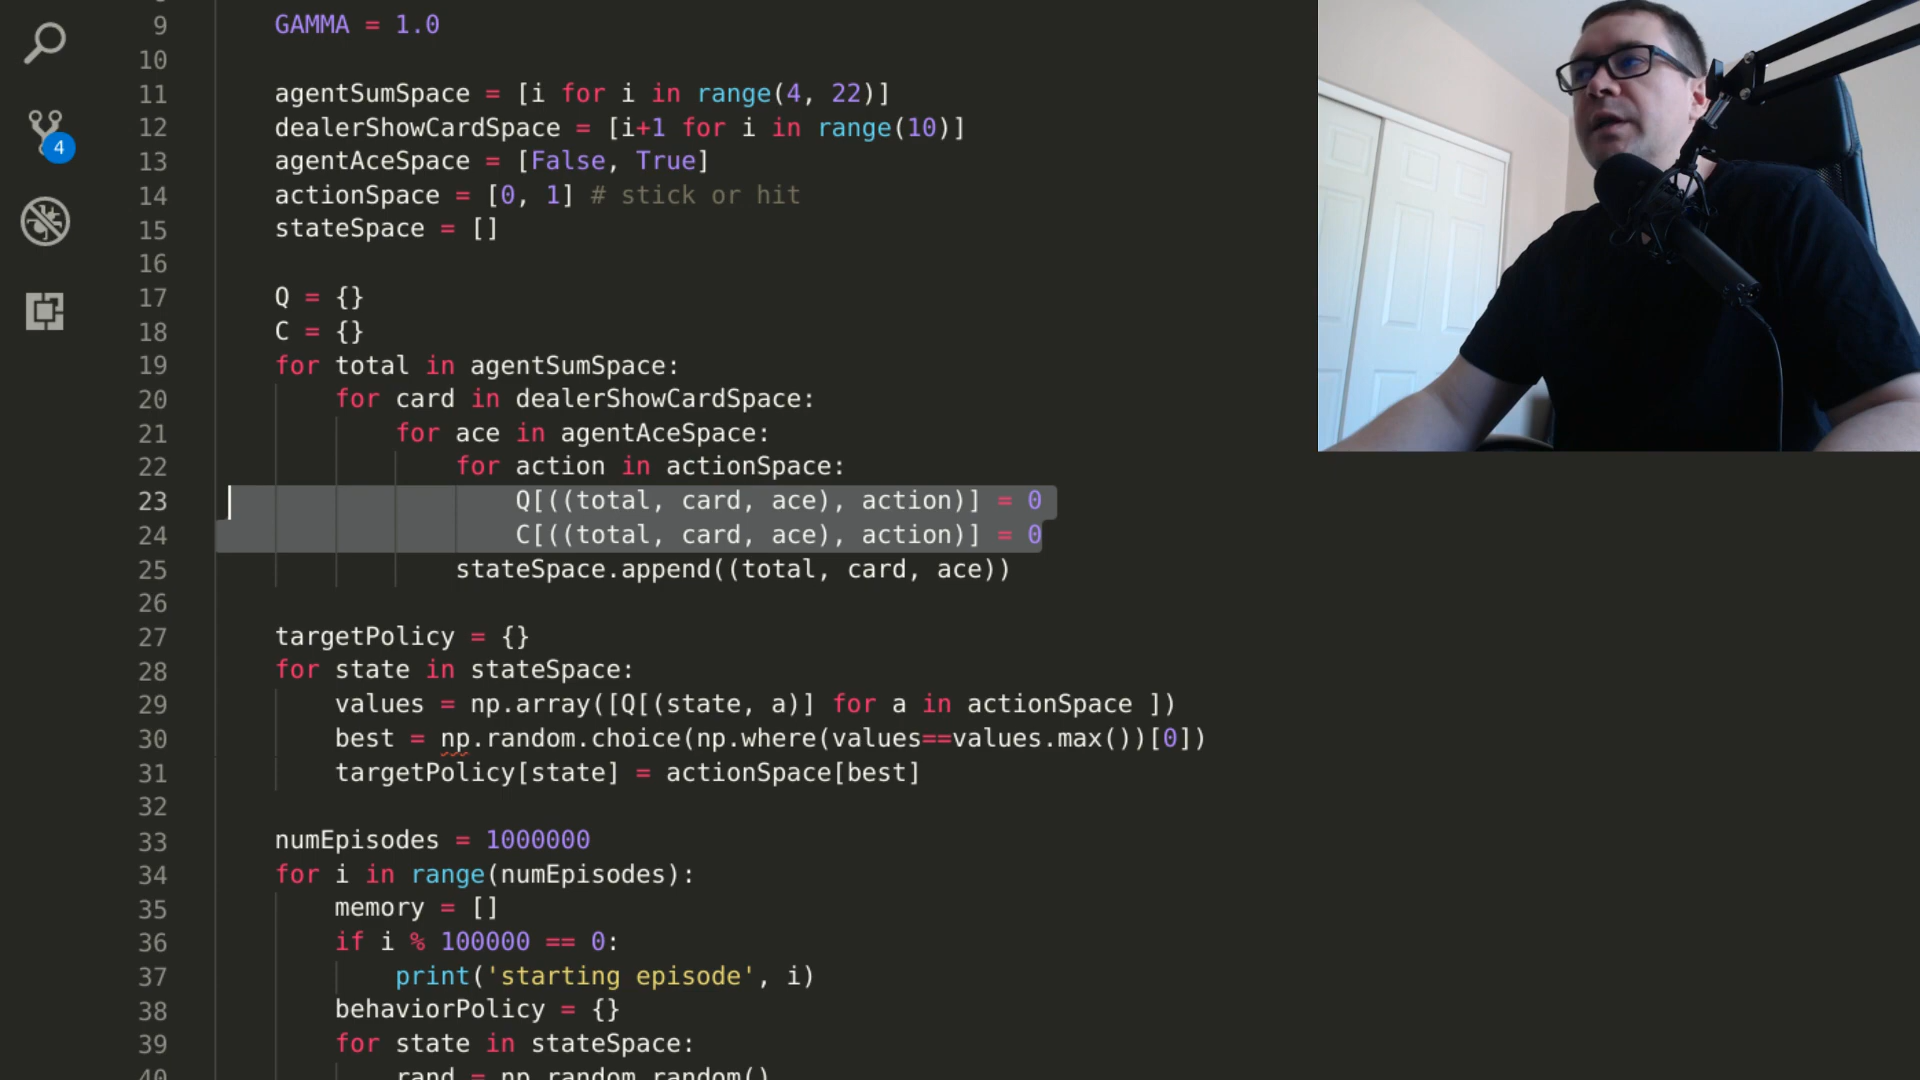 9 GAMMA = 1.0
10
11 agentSumSpace = [i for i in range(4, 22)]
12 dealerShowCardSpace = [i+1 for i in range(10)]
13 agentAceSpace = [False, True]
14 actionSpace = [0, 1] # stick or hit
15 stateSpace = []
16
17 Q = {}
18 C = {}
19 for total in agentSumSpace:
20 for card in dealerShowCardSpace:
21 for ace in agentAceSpace:
22 for action in actionSpace:
23 Q[((total, card, ace), action)] = 0
24 C[((total, card, ace), action)] = 0
25 stateSpace.append((total, card, ace))
26
27 targetPolicy = {}
28 for state in stateSpace:
29 values = np.array([Q[(state, a)] for a in actionSpace ])
30 best = np.random.choice(np.where(values==values.max())[0])
31 targetPolicy[state] = actionSpace[best]
32
33 numEpisodes = 1000000
34 for i in range(numEpisodes):
35 memory = []
36 if i % 100000 == 0:
37 print('starting episode', i)
38 behaviorPolicy = {}
39 for state in stateSpace:
40 rand = np.random.random()
4